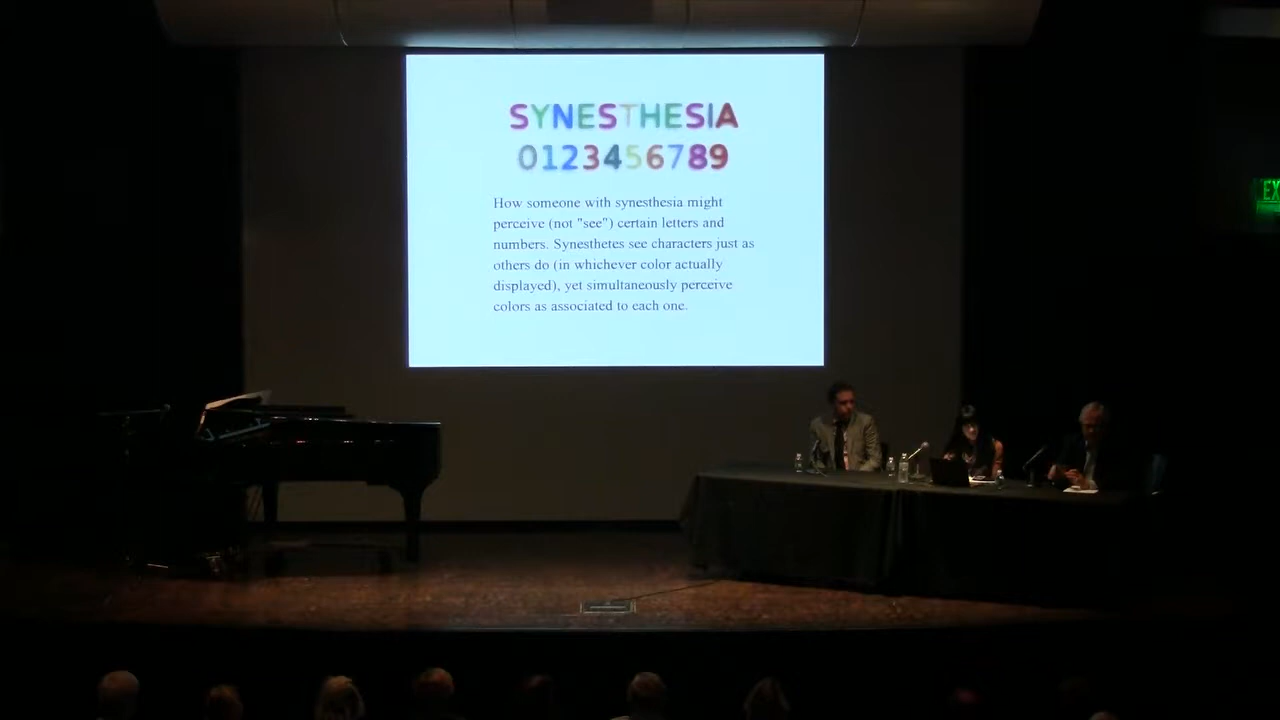 SYNESTHESIA
0123456789
How someone with synesthesia might
perceive (not "see") certain letters and
numbers. Synesthetes see characters just as
others do (in whichever color actually
displayed), yet simultaneously perceive
colors as associated to each one.
EX